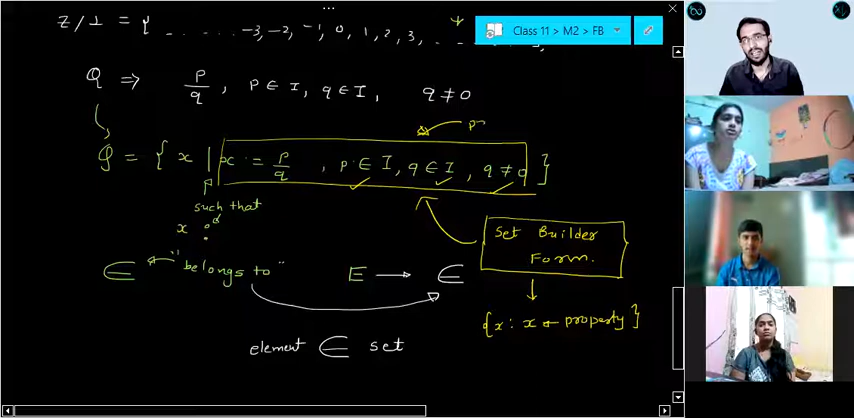 Z/I = { ........ -3, -2, -1, 0, 1, 2, 3,
Class 11 > M2 > FB
Q ⇒ p/q , p ∈ I, q ∈ I, q ≠ 0
Q = { x | x = p/q , p ∈ I, q ∈ I, q ≠ 0 }
such that
x :
∈ "belongs to" E → ∈
Set Builder
Form.
{x : x property}
element ∈ set